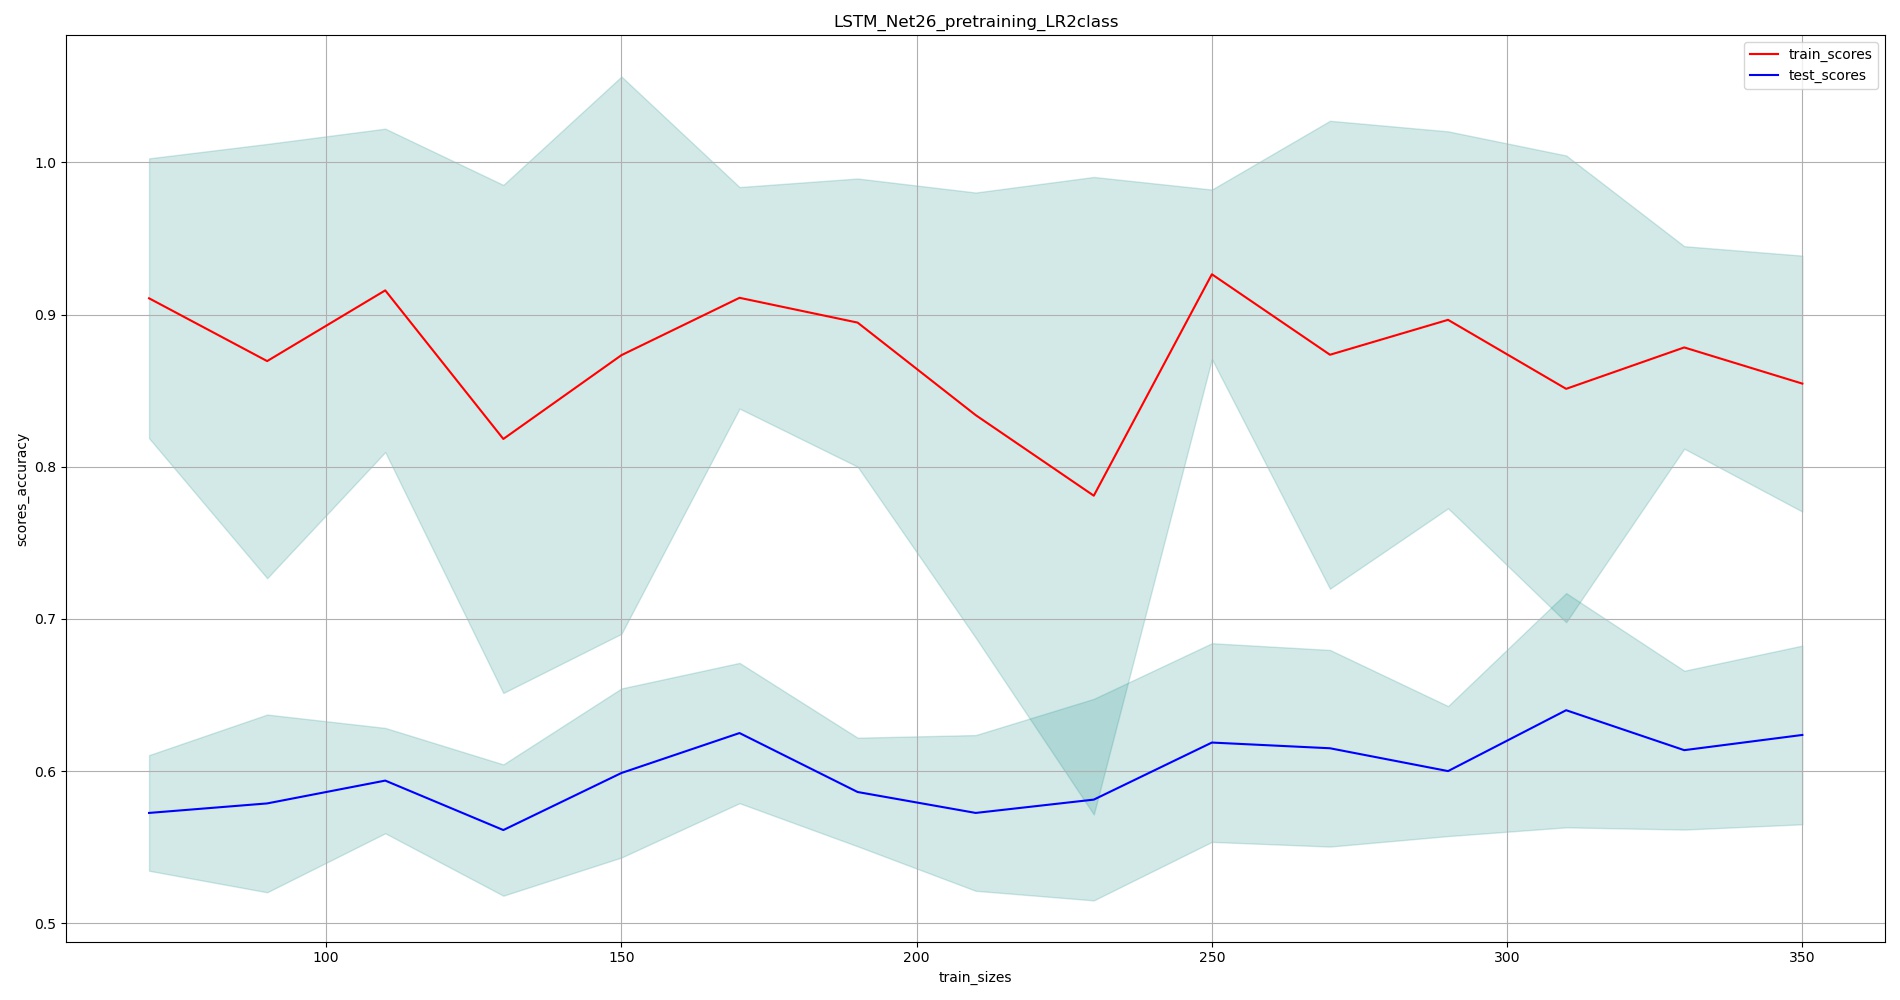 LSTM_Net26_pretraining_LR2class
train_scores
test_scores
scores_accuracy
1.0
0.9
0.8
0.7
0.6
0.5
100 150 200 250 300 350
train_sizes